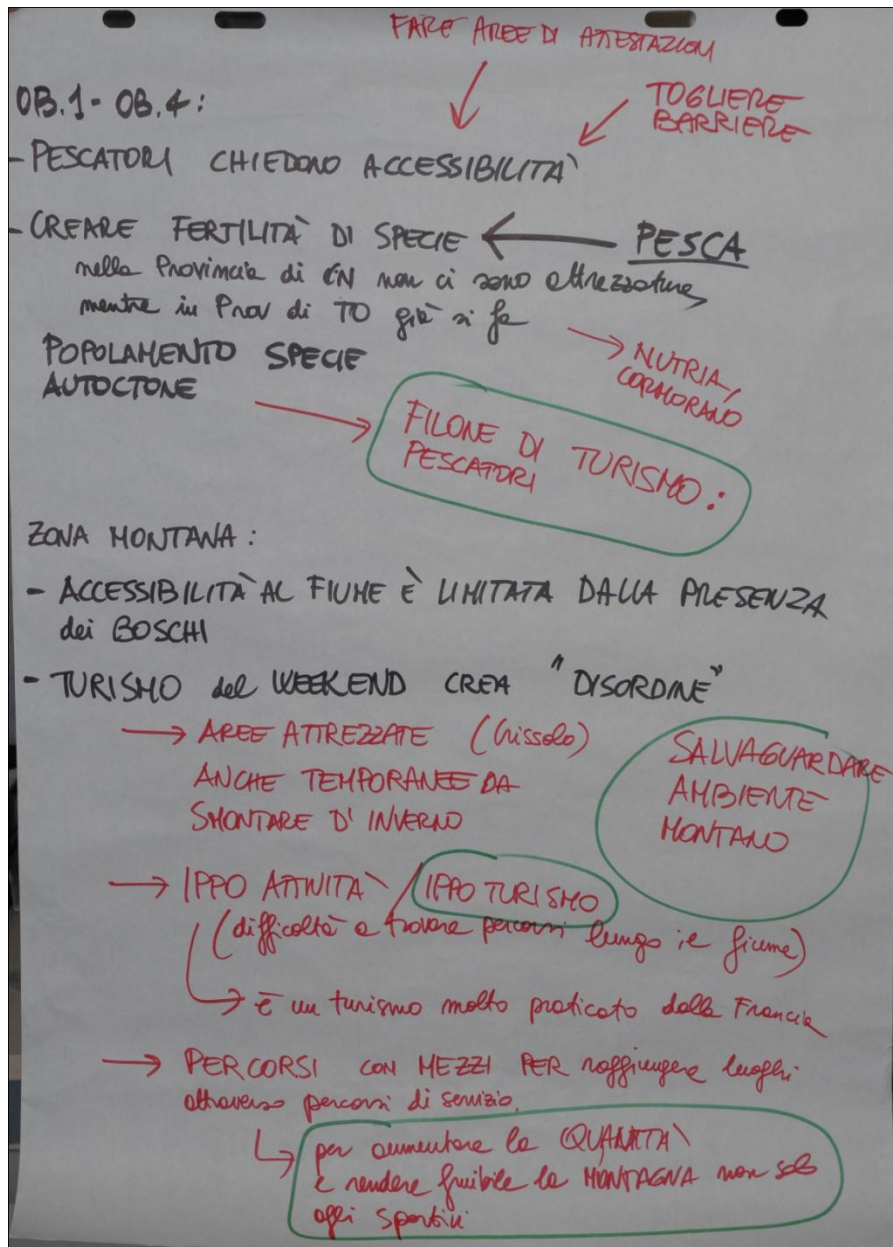 FARE AREE DI ATTESTAZIONI
TOGLIERE
BARRIERE
OB.1 - OB.4:
- PESCATORI CHIEDONO ACCESSIBILITÀ
- CREARE FERTILITÀ DI SPECIE ← PESCA
nella Provincia di CN non ci sono attrezzature
mentre in Prov di TO già si fa
→ NUTRIA,
CORMORANO
POPOLAMENTO SPECIE
AUTOCTONE
→ FILONE DI TURISMO:
PESCATORI
ZONA MONTANA:
- ACCESSIBILITÀ AL FIUME È LIMITATA DALLA PRESENZA
dei BOSCHI
- TURISMO del WEEKEND CREA "DISORDINE"
→ AREE ATTREZZATE (Crissolo)
ANCHE TEMPORANEE DA
SMONTARE D'INVERNO
SALVAGUARDARE
AMBIENTE
MONTANO
→ IPPO ATTIVITÀ / IPPO TURISMO
(difficoltà a trovare percorsi lungo il fiume)
→ è un turismo molto praticato dalla Francia
→ PERCORSI CON MEZZI PER raggiungere luoghi
attraverso percorsi di servizio.
→ per aumentare la QUANTITÀ
e rendere fruibile la MONTAGNA non solo
agli sportivi